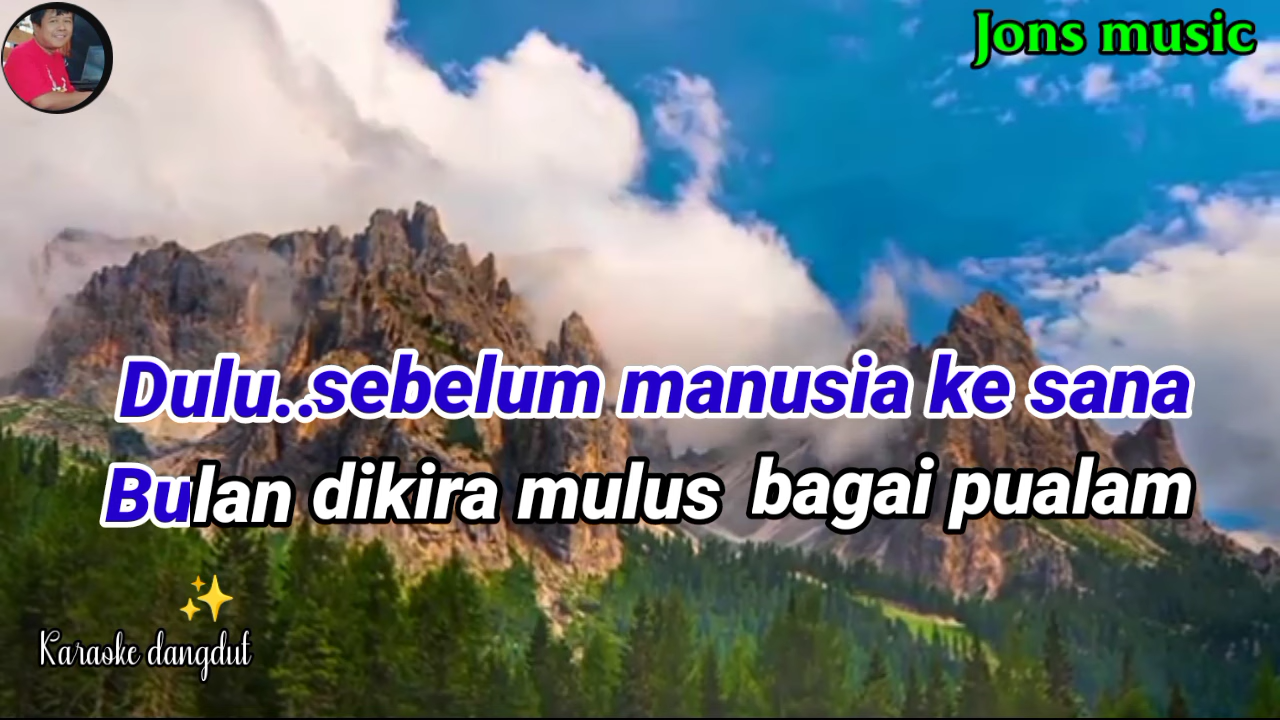 Jons music
Dulu..sebelum manusia ke sana
Bulan dikira mulus bagai pualam
Karaoke dangdut